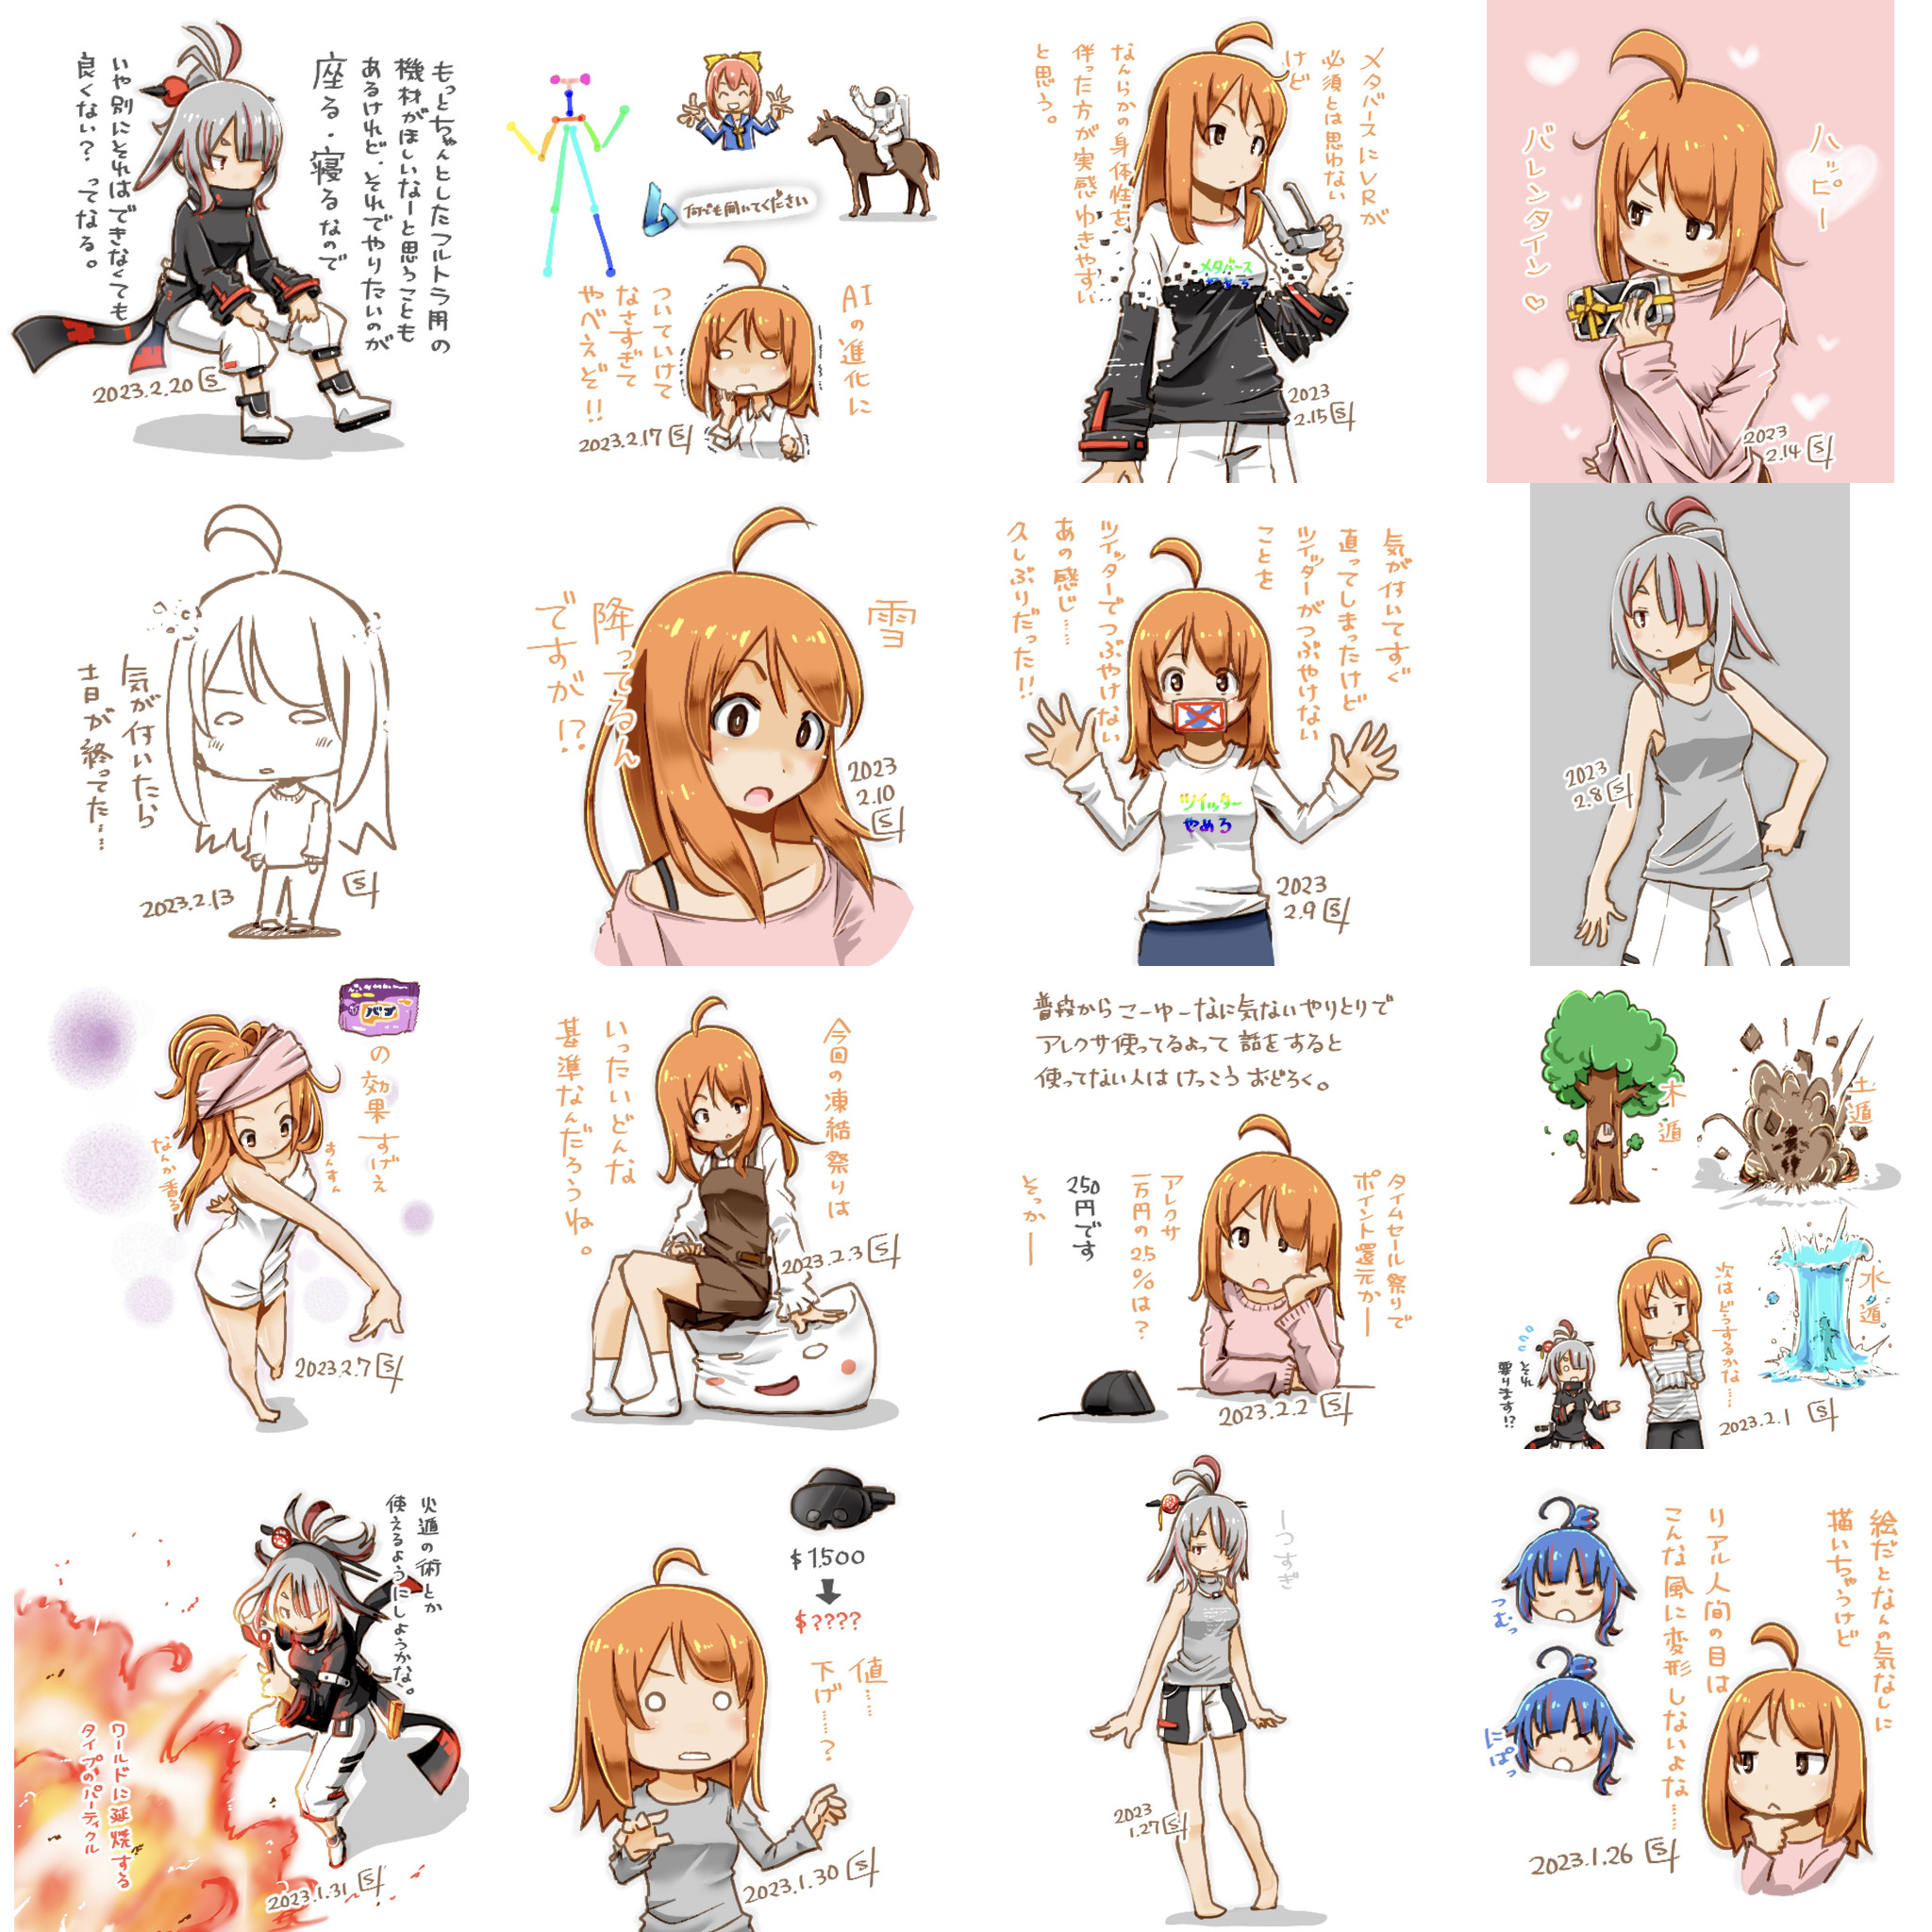 もっとちゃんとしたフルトラ用の
機材がほしいなーと思うことも
あるけれど、それでやりたいのが
座る・寝るなので
いや別にそれはできなくても
良くない？ってなる。
2023.2.20
何でも聞いてください
AIの進化に
ついていけて
なさすぎて
やべえぞ!!
2023.2.17
メタバースにVRが
必須とは思わない
けど
なんらかの身体性を
伴った方が実感ゆきやすい
と思う。
メタバース
2023
2.15
ハッピー
バレンタイン♡
2023
2.14
気が付いたら
土日が終ってた…
2023.2.13
雪
降ってるん
ですが!?
2023
2.10
気が付いてすぐ
直ってしまったけど
ツイッターがつぶやけない
ことを
ツイッターでつぶやけない
あの感じ……
久しぶりだった!!
ツイッター
やめろ
2023
2.9
2023
2.8
バブ
の効果すげえ
すんすん
なんか香る
2023.2.7
今回の凍結祭りは
いったいどんな
基準なんだろうね。
2023.2.3
普段からこーゆーなに気ないやりとりで
アレクサ使ってるよって話をすると
使ってない人はけっこうおどろく。
タイムセール祭りで
ポイント還元かー
アレクサ
一万円の2.5%は？
250円です
そっかー
2023.2.2
木遁
土遁
水遁
次はどうするかな……
それ
要ります!?
2023.2.1
火遁の術とか
使えるようにしようかな。
ワールドに延焼する
タイプのパーティクル
2023.1.31
$1,500
$????
値……
下げ……？
2023.1.30
ーつすぎ
2023
1.27
絵だとなんの気なしに
描いちゃうけど
リアル人間の目は
こんな風に変形しないよな……
つむっ
にぱっ
2023.1.26